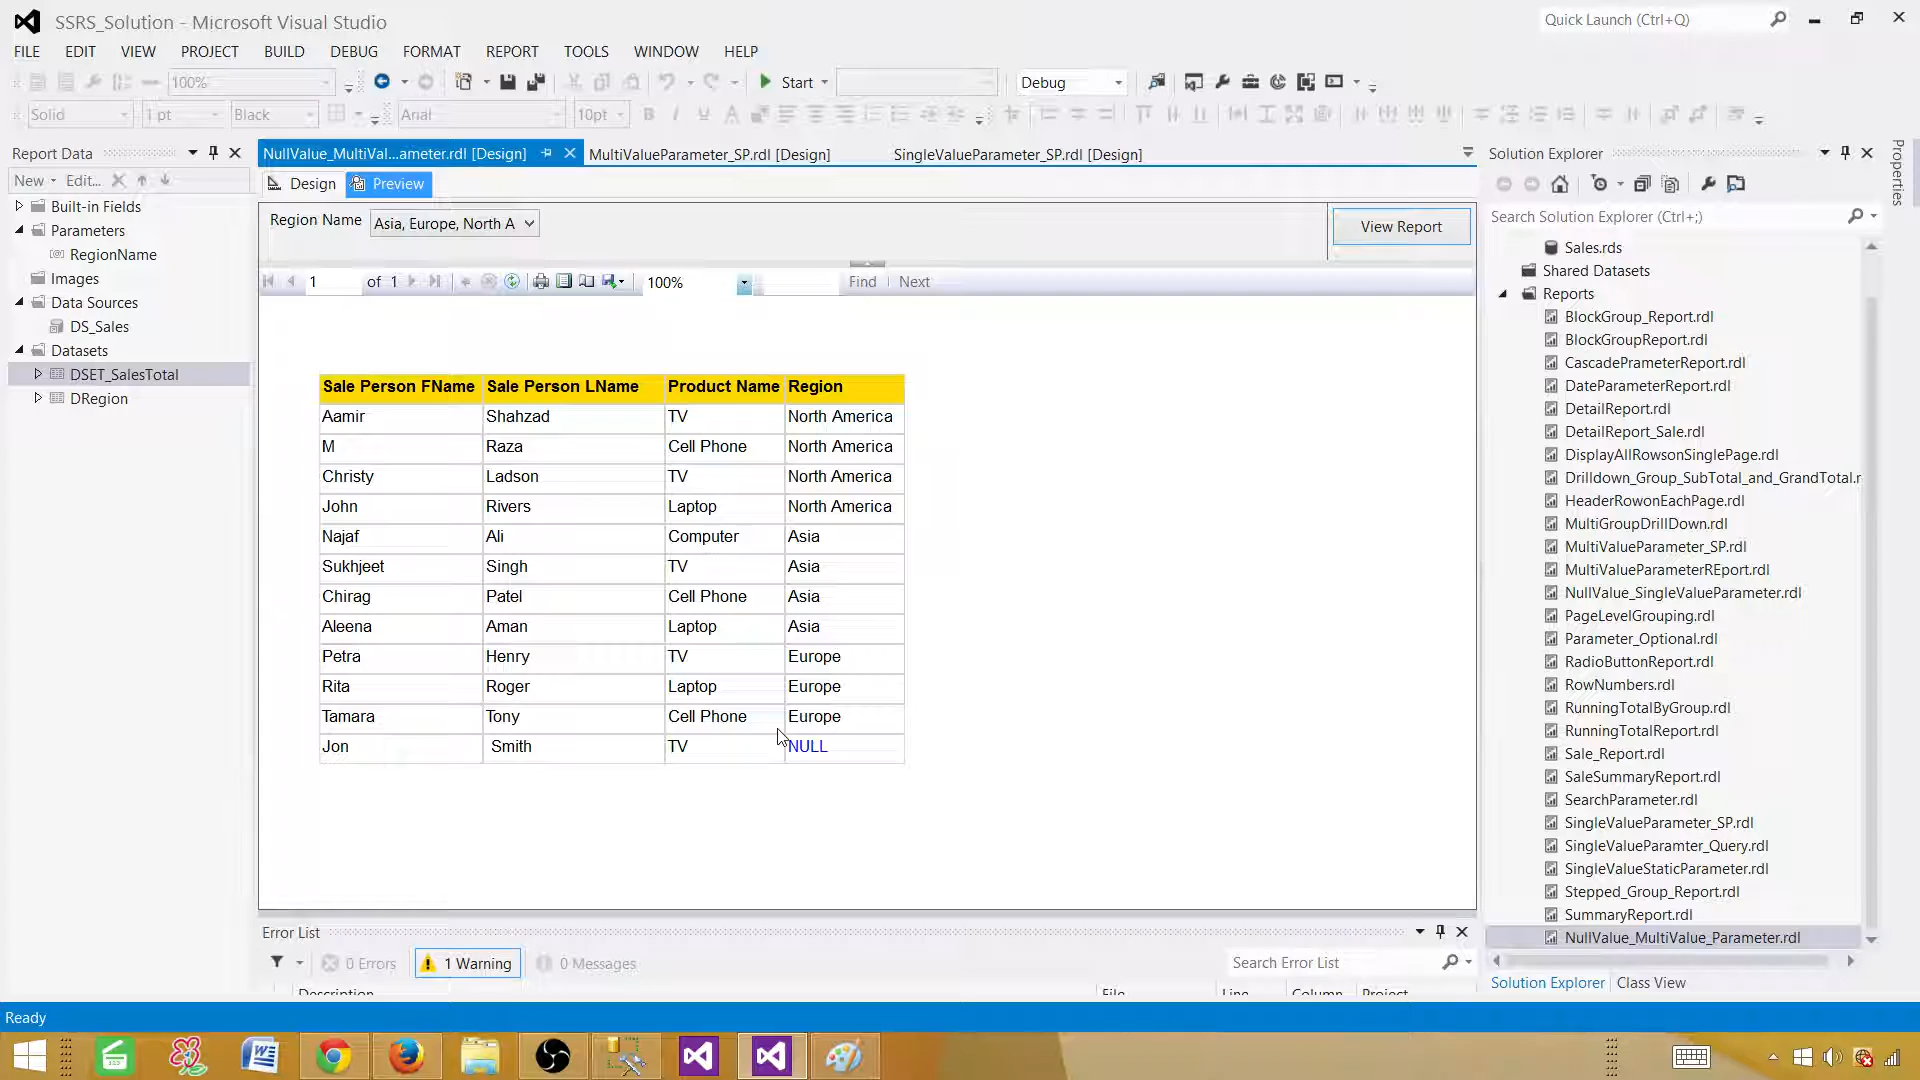 SSRS_Solution - Microsoft Visual Studio
Quick Launch (Ctrl+Q)
FILE EDIT VIEW PROJECT BUILD DEBUG FORMAT REPORT TOOLS WINDOW HELP
100% Start Debug
Solid 1 pt Black Arial 10pt B I U A
Report Data
NullValue_MultiVal...ameter.rdl [Design] MultiValueParameter_SP.rdl [Design] SingleValueParameter_SP.rdl [Design]
Solution Explorer
Properties
New Edit...
Design Preview
Built-in Fields
Parameters
RegionName
Images
Data Sources
DS_Sales
Datasets
DSET_SalesTotal
DRegion
Region Name Asia, Europe, North A View Report
1 of 1 100% Find Next
Sale Person FName Sale Person LName Product Name Region
Aamir Shahzad TV North America
M Raza Cell Phone North America
Christy Ladson TV North America
John Rivers Laptop North America
Najaf Ali Computer Asia
Sukhjeet Singh TV Asia
Chirag Patel Cell Phone Asia
Aleena Aman Laptop Asia
Petra Henry TV Europe
Rita Roger Laptop Europe
Tamara Tony Cell Phone Europe
Jon Smith TV NULL
Search Solution Explorer (Ctrl+;)
Sales.rds
Shared Datasets
Reports
BlockGroup_Report.rdl
BlockGroupReport.rdl
CascadePrameterReport.rdl
DateParameterReport.rdl
DetailReport.rdl
DetailReport_Sale.rdl
DisplayAllRowsonSinglePage.rdl
Drilldown_Group_SubTotal_and_GrandTotal.r
HeaderRowonEachPage.rdl
MultiGroupDrillDown.rdl
MultiValueParameter_SP.rdl
MultiValueParameterREport.rdl
NullValue_SingleValueParameter.rdl
PageLevelGrouping.rdl
Parameter_Optional.rdl
RadioButtonReport.rdl
RowNumbers.rdl
RunningTotalByGroup.rdl
RunningTotalReport.rdl
Sale_Report.rdl
SaleSummaryReport.rdl
SearchParameter.rdl
SingleValueParameter_SP.rdl
SingleValueParamter_Query.rdl
SingleValueStaticParameter.rdl
Stepped_Group_Report.rdl
SummaryReport.rdl
NullValue_MultiValue_Parameter.rdl
Solution Explorer Class View
Error List
0 Errors 1 Warning 0 Messages Search Error List
Description File Line Column Project
Ready